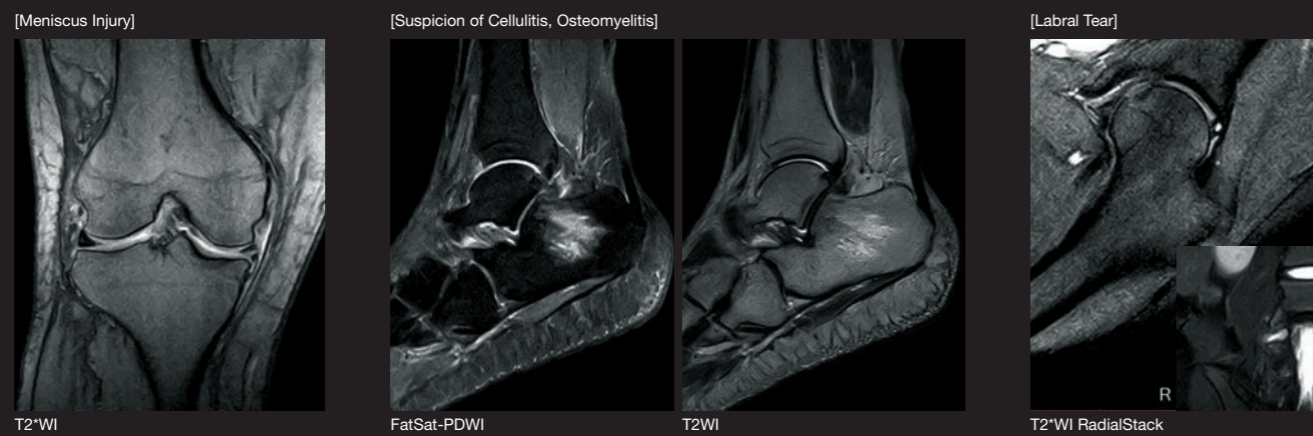 [Meniscus Injury]
[Suspicion of Cellulitis, Osteomyelitis]
[Labral Tear]
R
T2*WI
FatSat-PDWI
T2WI
T2*WI RadialStack